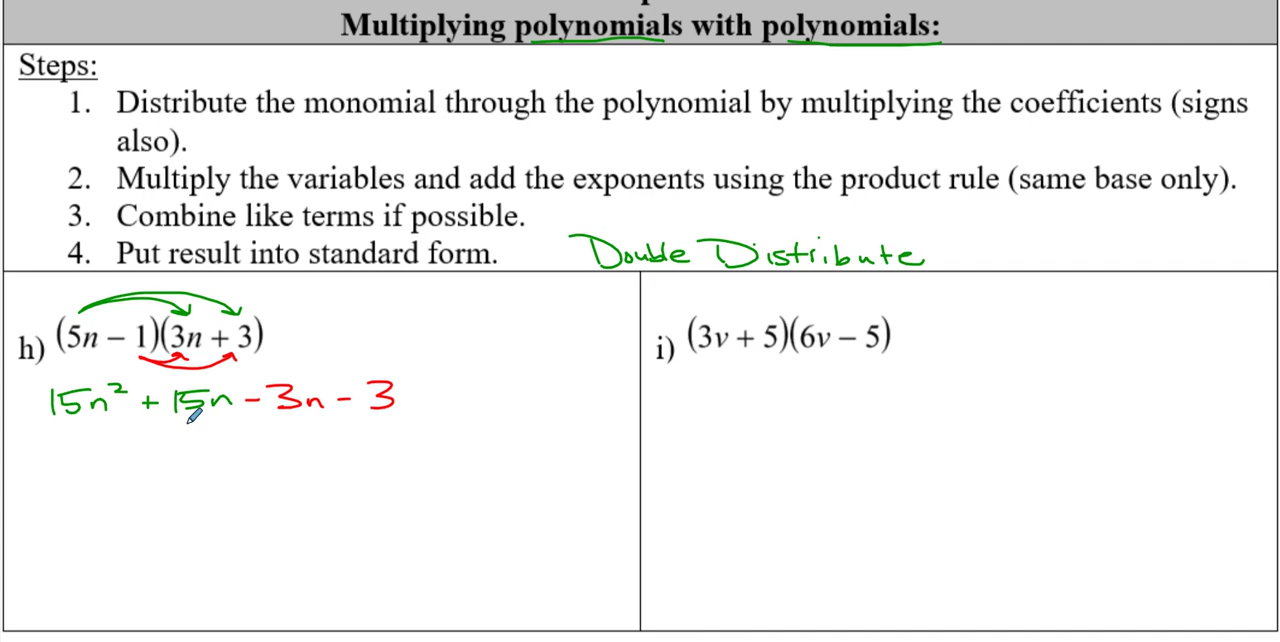 Multiplying polynomials with polynomials:
Steps:
1. Distribute the monomial through the polynomial by multiplying the coefficients (signs
also).
2. Multiply the variables and add the exponents using the product rule (same base only).
3. Combine like terms if possible.
4. Put result into standard form. Double Distribute
h) (5n − 1)(3n + 3)
15n² + 15n - 3n - 3
i) (3v + 5)(6v − 5)